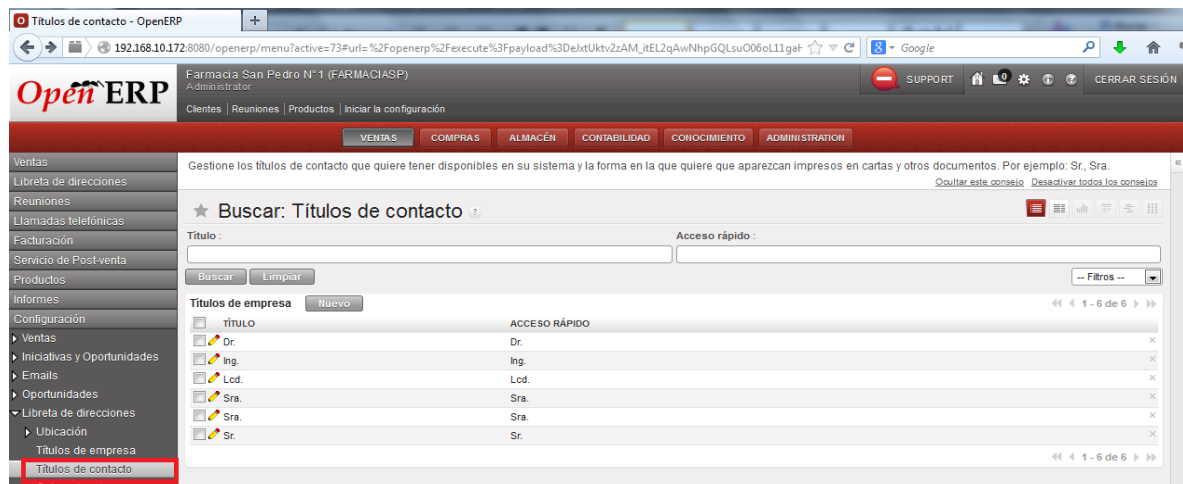 Títulos de contacto - OpenERP
192.168.10.172:8080/openerp/menu?active=73#url=%2Fopenerp%2Fexecute%3Fpayload%3DeJxtUktv2zAM_itEL2qAwNhpGQLsuO06oL11gaH
Google
OpenERP
Farmacia San Pedro N°1 (FARMACIASP)
Administrator
Clientes | Reuniones | Productos | Iniciar la configuración
SUPPORT
0
CERRAR SESIÓN
VENTAS COMPRAS ALMACÉN CONTABILIDAD CONOCIMIENTO ADMINISTRATION
Ventas
Libreta de direcciones
Reuniones
Llamadas telefónicas
Facturación
Servicio de Post-venta
Productos
Informes
Configuración
Ventas
Iniciativas y Oportunidades
Emails
Oportunidades
Libreta de direcciones
Ubicación
Títulos de empresa
Títulos de contacto
Gestione los títulos de contacto que quiere tener disponibles en su sistema y la forma en la que quiere que aparezcan impresos en cartas y otros documentos. Por ejemplo: Sr., Sra.
Ocultar este consejo Desactivar todos los consejos
Buscar: Títulos de contacto ?
Título : Acceso rápido :
Buscar Limpiar
-- Filtros --
Títulos de empresa Nuevo 1 - 6 de 6
TÍTULO ACCESO RÁPIDO
Dr. Dr.
Ing. Ing.
Lcd. Lcd.
Sra. Sra.
Sra. Sra.
Sr. Sr.
1 - 6 de 6